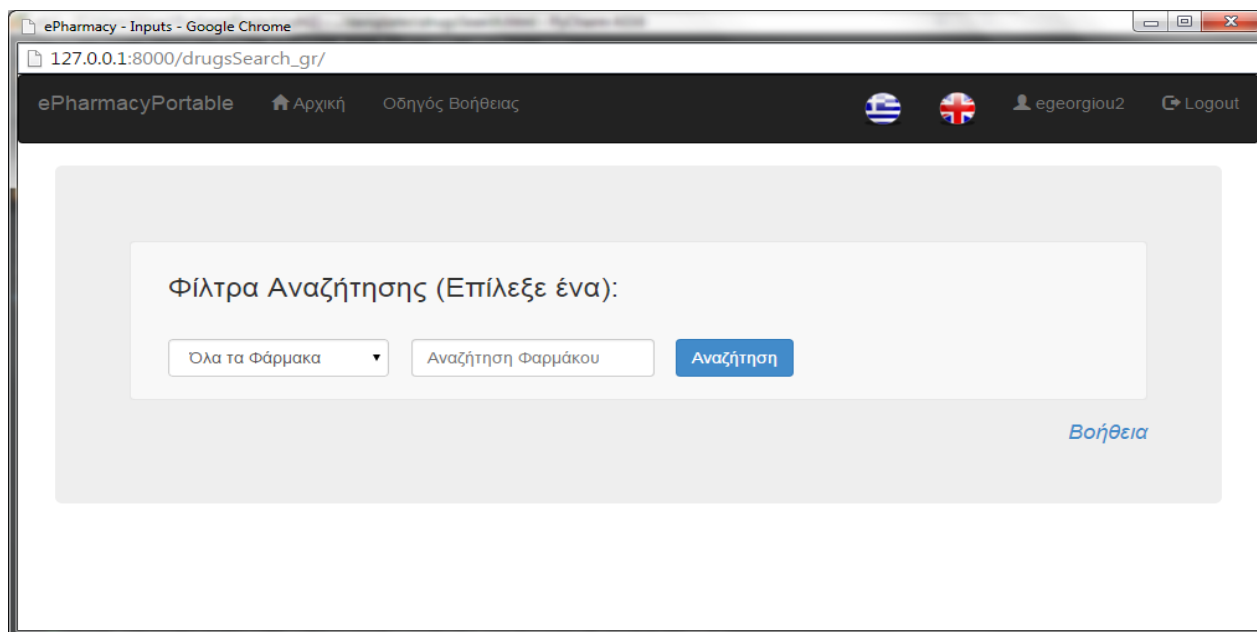 ePharmacy - Inputs - Google Chrome
127.0.0.1:8000/drugsSearch_gr/
ePharmacyPortable Αρχική Οδηγός Βοήθειας egeorgiou2 Logout
Φίλτρα Αναζήτησης (Επίλεξε ένα):
Όλα τα Φάρμακα Αναζήτηση Φαρμάκου Αναζήτηση
Βοήθεια